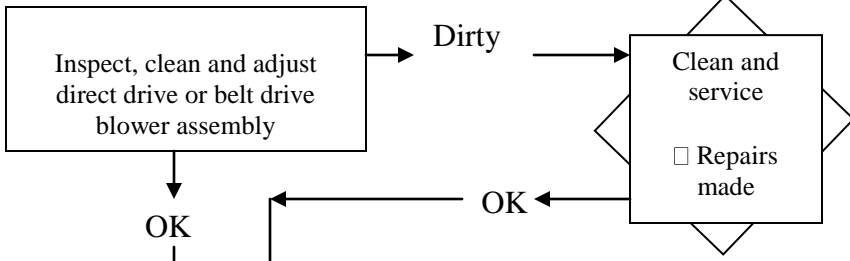 Inspect, clean and adjust
direct drive or belt drive
blower assembly
Dirty
Clean and
service
☐ Repairs
made
OK
OK